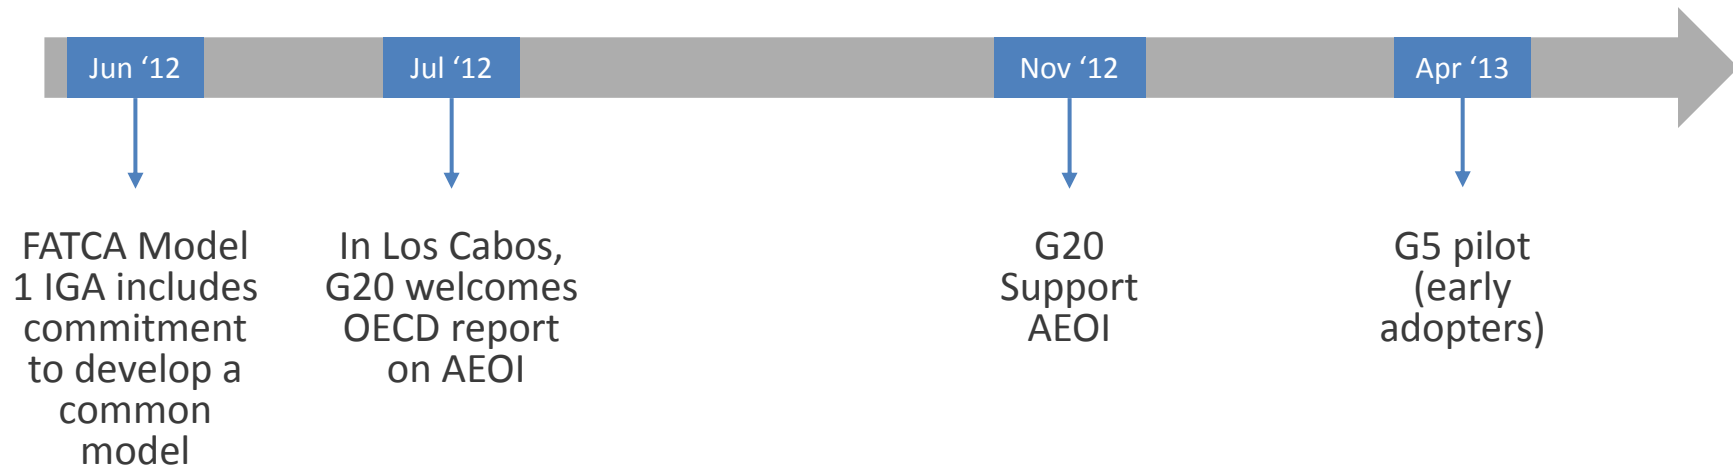 Jun ‘12
Jul ‘12
Nov ‘12
Apr ‘13
FATCA Model
1 IGA includes
commitment
to develop a
common
model
In Los Cabos,
G20 welcomes
OECD report
on AEOI
G20
Support
AEOI
G5 pilot
(early
adopters)